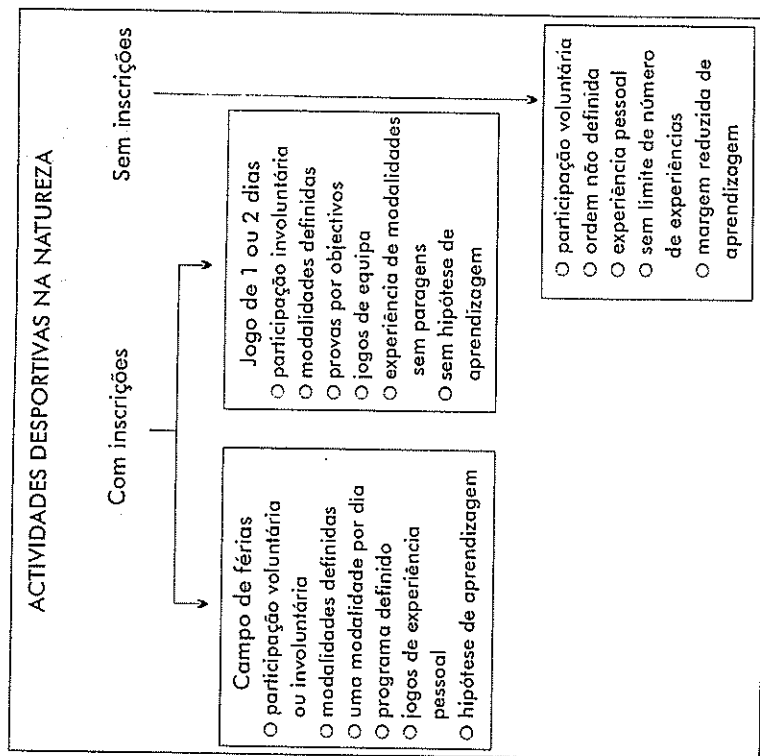 ACTIVIDADES DESPORTIVAS NA NATUREZA
Com inscrições
Sem inscrições
Campo de férias
○ participação voluntária
ou involuntária
○ modalidades definidas
○ uma modalidade por dia
○ programa definido
○ jogos de experiência
pessoal
○ hipótese de aprendizagem
Jogo de 1 ou 2 dias
○ participação involuntária
○ modalidades definidas
○ provas por objectivos
○ jogos de equipa
○ experiência de modalidades
sem paragens
○ sem hipótese de
aprendizagem
○ participação voluntária
○ ordem não definida
○ experiência pessoal
○ sem limite de número
de experiências
○ margem reduzida de
aprendizagem